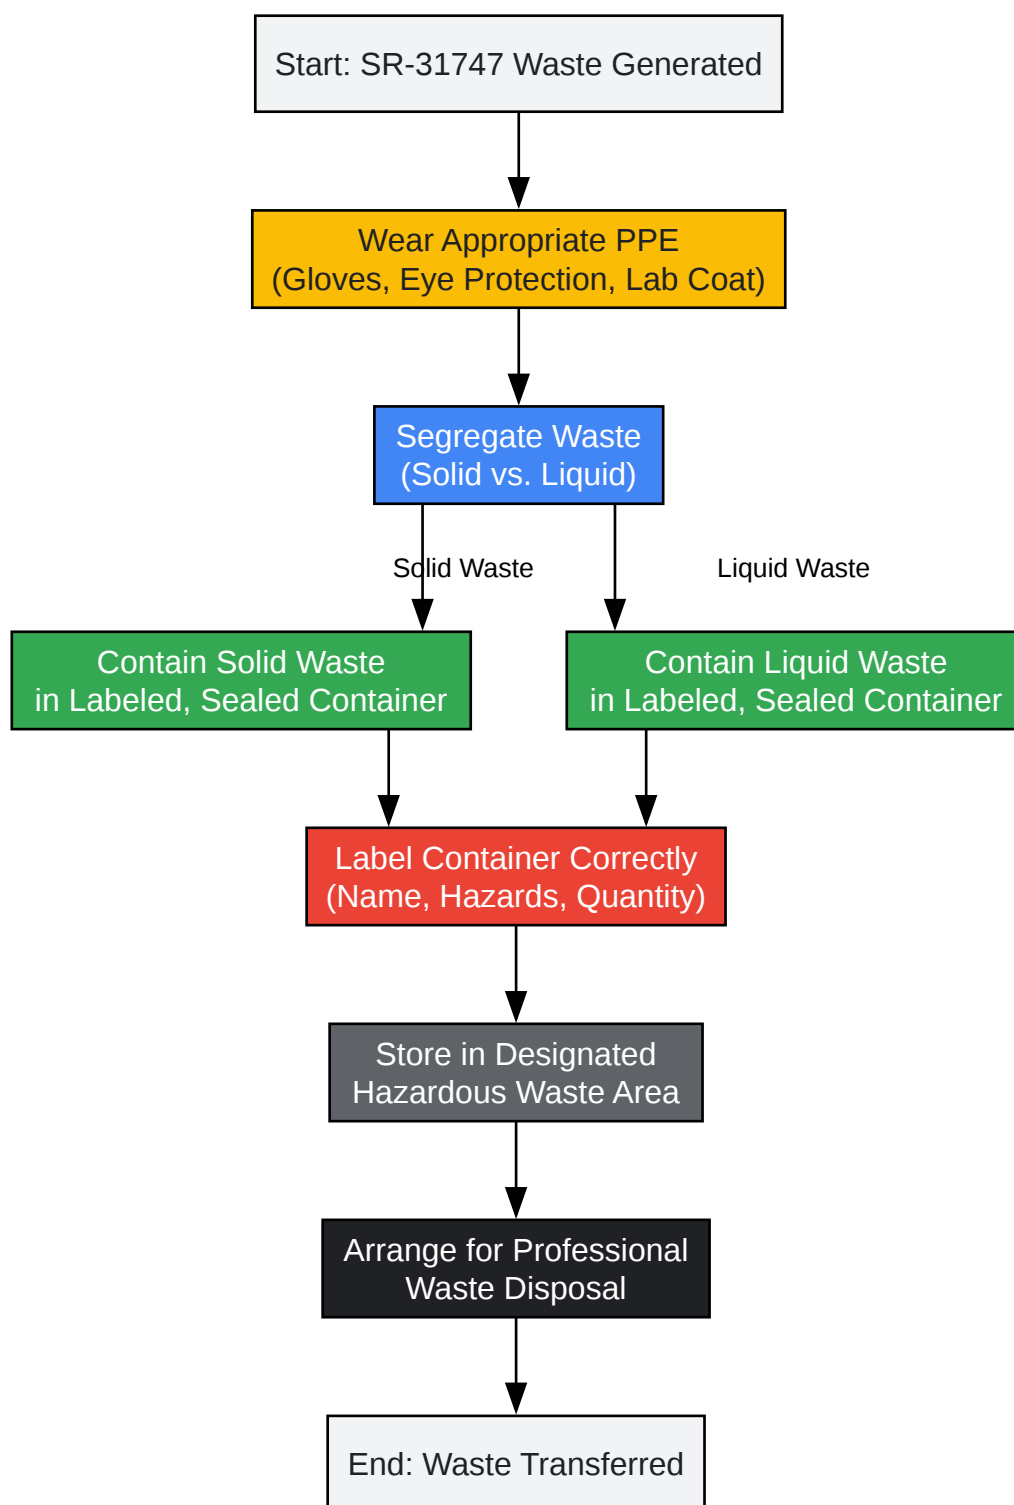 Start: SR-31747 Waste Generated
Wear Appropriate PPE
(Gloves, Eye Protection, Lab Coat)
Segregate Waste
(Solid vs. Liquid)
Solid Waste
Liquid Waste
Contain Solid Waste
in Labeled, Sealed Container
Contain Liquid Waste
in Labeled, Sealed Container
Label Container Correctly
(Name, Hazards, Quantity)
Store in Designated
Hazardous Waste Area
Arrange for Professional
Waste Disposal
End: Waste Transferred